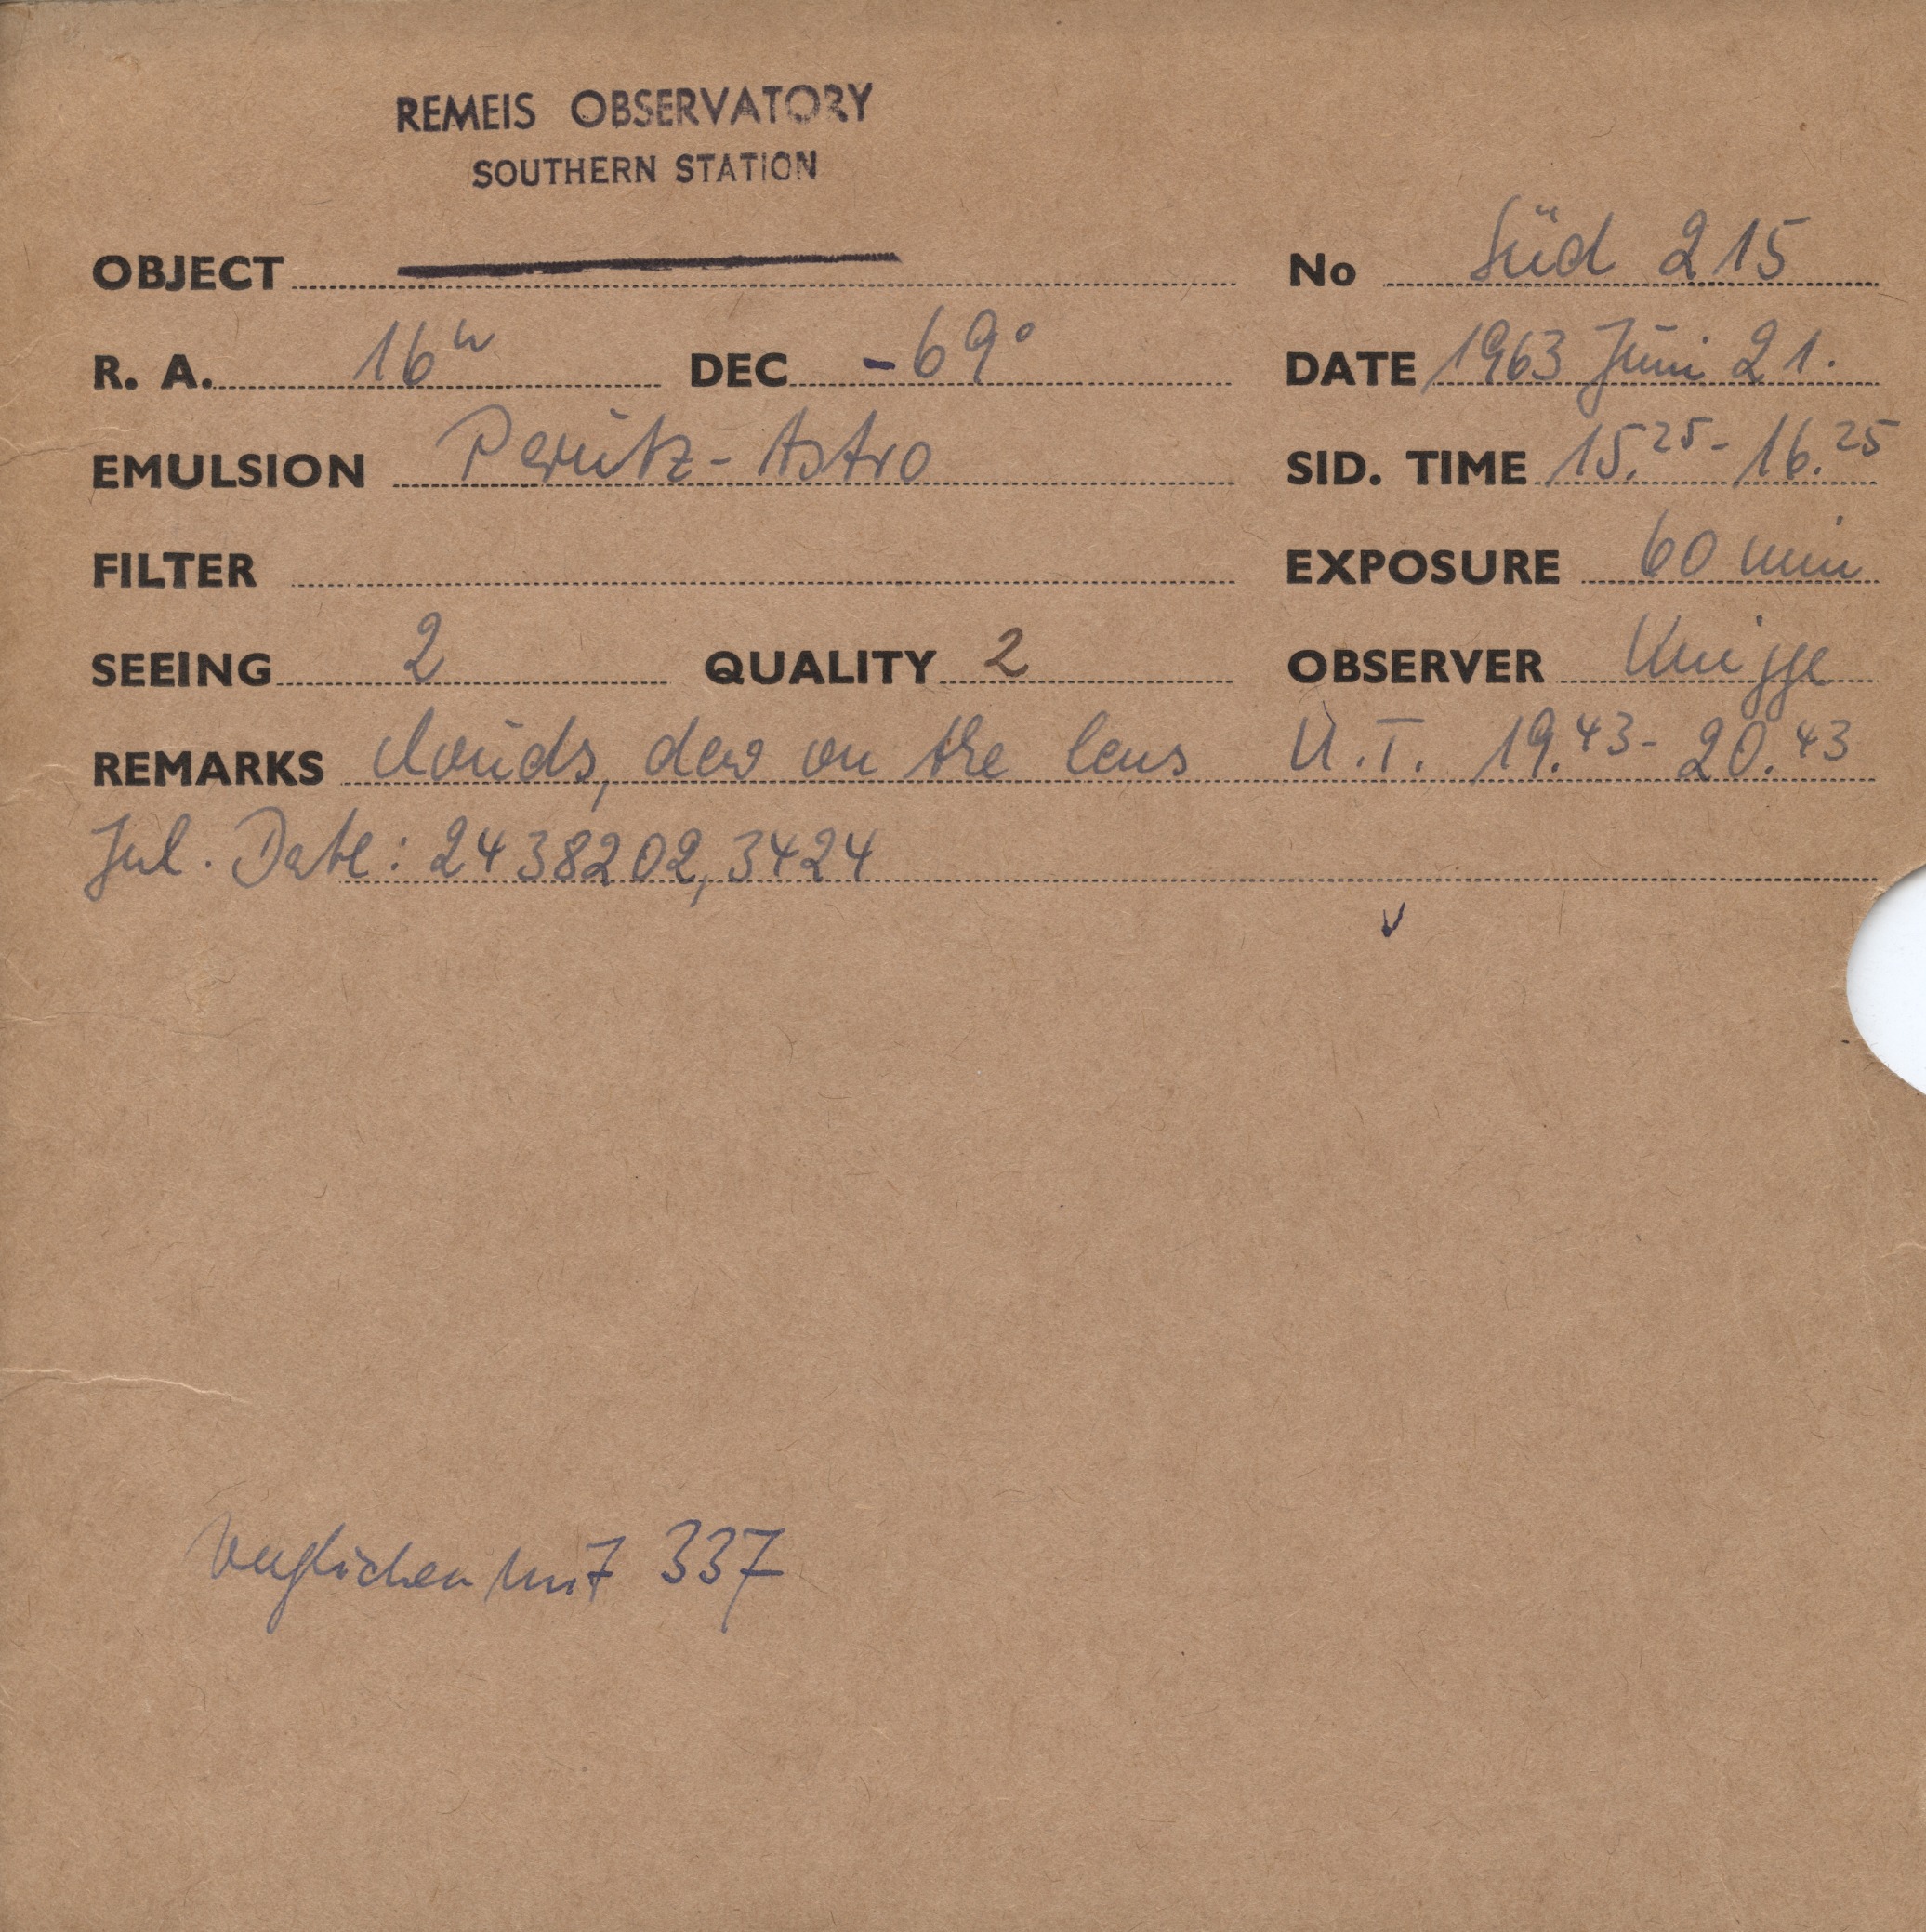 REMEIS OBSERVATORY
SOUTHERN STATION
OBJECT No Süd 215
R. A. 16h DEC -69° DATE 1963 Juni 21.
EMULSION Perutz-Astro SID. TIME 15.25 - 16.25
FILTER EXPOSURE 60 min
SEEING 2 QUALITY 2 OBSERVER Knigge
REMARKS clouds, dew on the lens U.T. 19.43 - 20.43
Jul. Date: 2438202,3424
verglichen mit 337